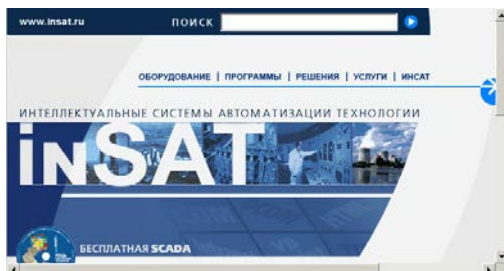 www.insat.ru ПОИСК
ОБОРУДОВАНИЕ | ПРОГРАММЫ | РЕШЕНИЯ | УСЛУГИ | ИНСАТ
ИНТЕЛЛЕКТУАЛЬНЫЕ СИСТЕМЫ АВТОМАТИЗАЦИИ ТЕХНОЛОГИИ
inSAT
БЕСПЛАТНАЯ SCADA